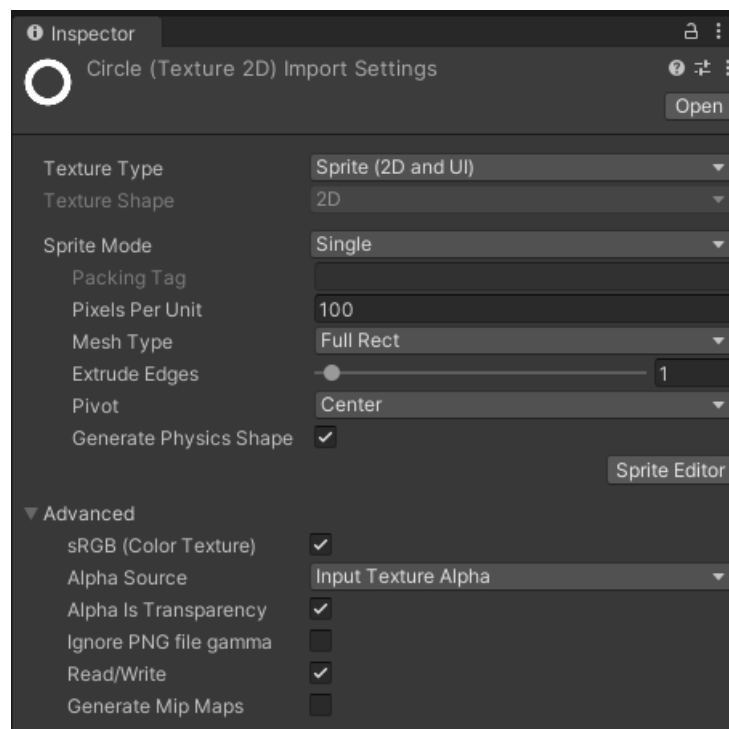 Inspector
Circle (Texture 2D) Import Settings
Open
Texture Type Sprite (2D and UI)
Texture Shape 2D
Sprite Mode Single
Packing Tag
Pixels Per Unit 100
Mesh Type Full Rect
Extrude Edges 1
Pivot Center
Generate Physics Shape
Sprite Editor
Advanced
sRGB (Color Texture)
Alpha Source Input Texture Alpha
Alpha Is Transparency
Ignore PNG file gamma
Read/Write
Generate Mip Maps